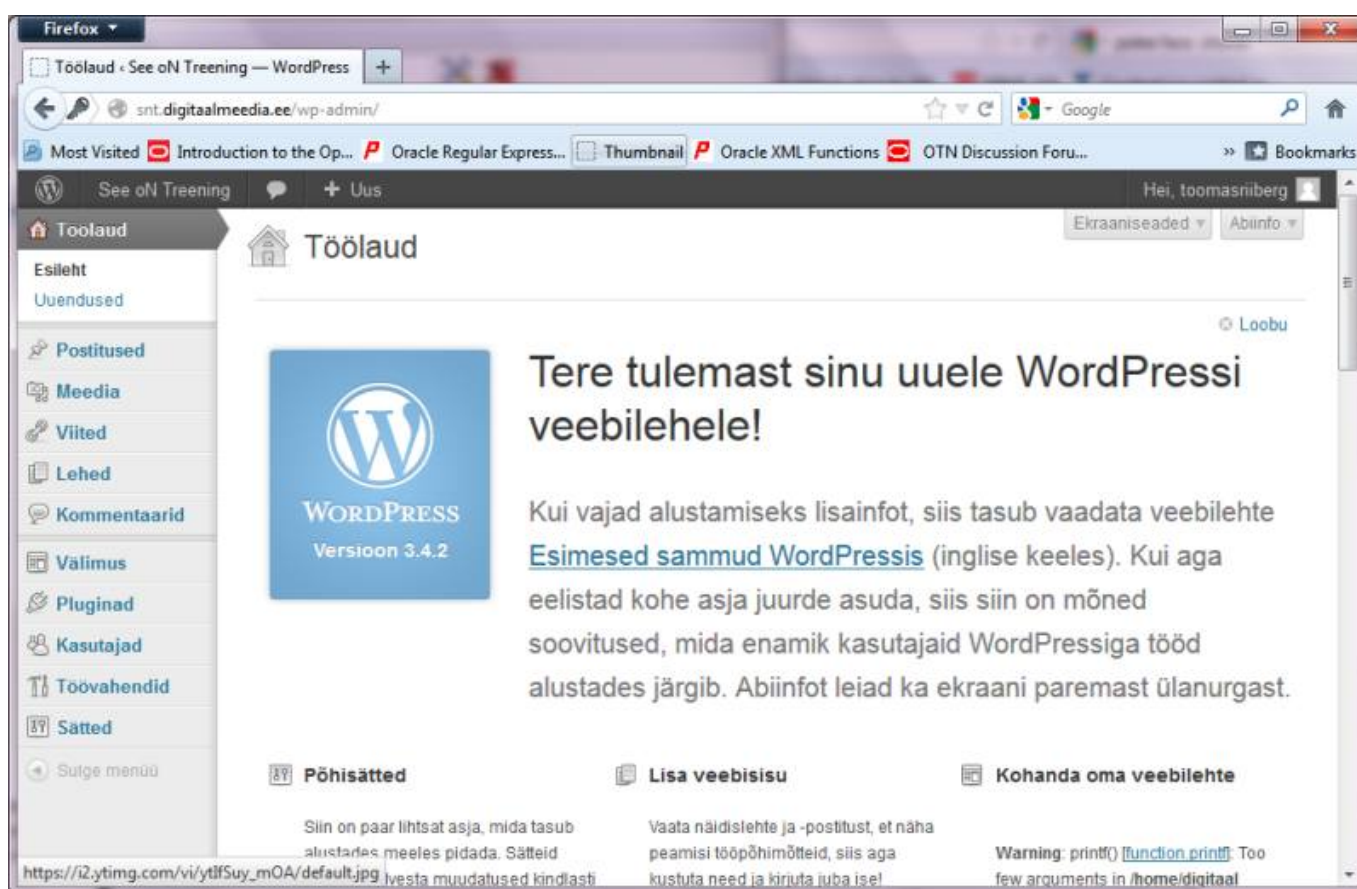 Firefox
Töölaud ‹ See oN Treening — WordPress
snt.digitaalmeedia.ee/wp-admin/
Google
Most Visited Introduction to the Op... Oracle Regular Express... Thumbnail Oracle XML Functions OTN Discussion Foru... » Bookmarks
See oN Treening + Uus Hei, toomasriiberg
Töölaud
Esileht
Uuendused
Postitused
Meedia
Viited
Lehed
Kommentaarid
Välimus
Pluginad
Kasutajad
Töövahendid
Sätted
Sulge menüü
Ekraaniseaded Abiinfo
Töölaud
Loobu
WORDPRESS
Versioon 3.4.2
Tere tulemast sinu uuele WordPressi
veebilehele!
Kui vajad alustamiseks lisainfot, siis tasub vaadata veebilehte
Esimesed sammud WordPressis (inglise keeles). Kui aga
eelistad kohe asja juurde asuda, siis siin on mõned
soovitused, mida enamik kasutajaid WordPressiga tööd
alustades järgib. Abiinfot leiad ka ekraani paremast ülanurgast.
Põhisätted
Siin on paar lihtsat asja, mida tasub
alustades meeles pidada. Sätteid
muudatused kindlasti
Lisa veebisisu
Vaata näidislehte ja -postitust, et näha
peamisi tööpõhimõtteid, siis aga
kustuta need ja kirjuta juba ise!
Kohanda oma veebilehte
Warning: printf() [function.printf]: Too
few arguments in /home/digitaal
https://i2.ytimg.com/vi/ytIfSuy_mOA/default.jpg